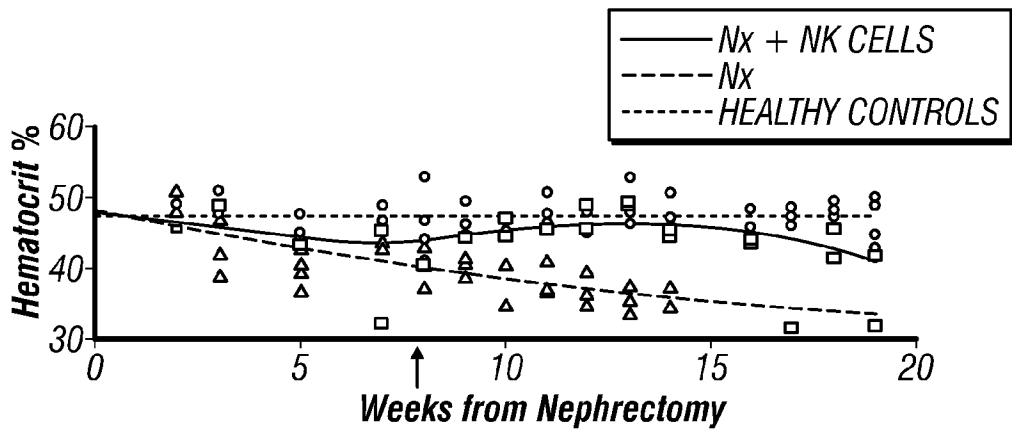 Nx + NK CELLS
Nx
HEALTHY CONTROLS
Hematocrit %
60
50
40
30
0 5 10 15 20
Weeks from Nephrectomy